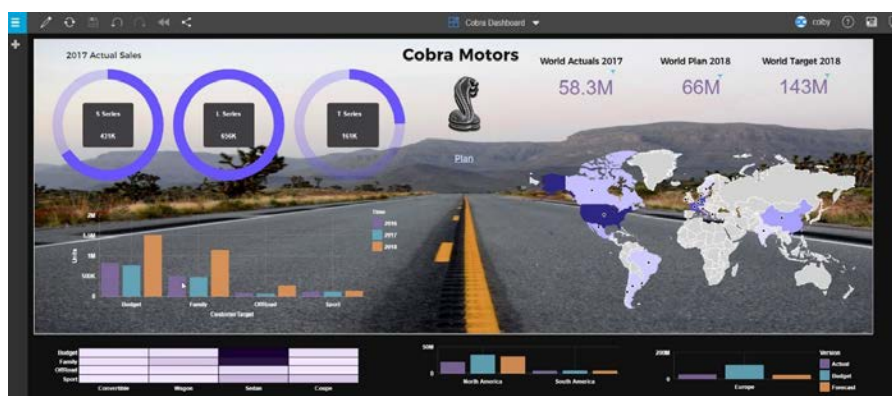 Cobra Dashboard
colby
2017 Actual Sales
Cobra Motors
World Actuals 2017
World Plan 2018
World Target 2018
58.3M
66M
143M
S Series
431K
L Series
656K
T Series
161K
Plan
Time
2016
2017
2018
2M
1.5M
1M
500K
0
Units
Budget
Family
OffRoad
Sport
CustomerTarget
Budget
Family
OffRoad
Sport
Convertible
Wagon
Sedan
Coupe
50M
0
North America
South America
200M
0
Europe
Version
Actual
Budget
Forecast